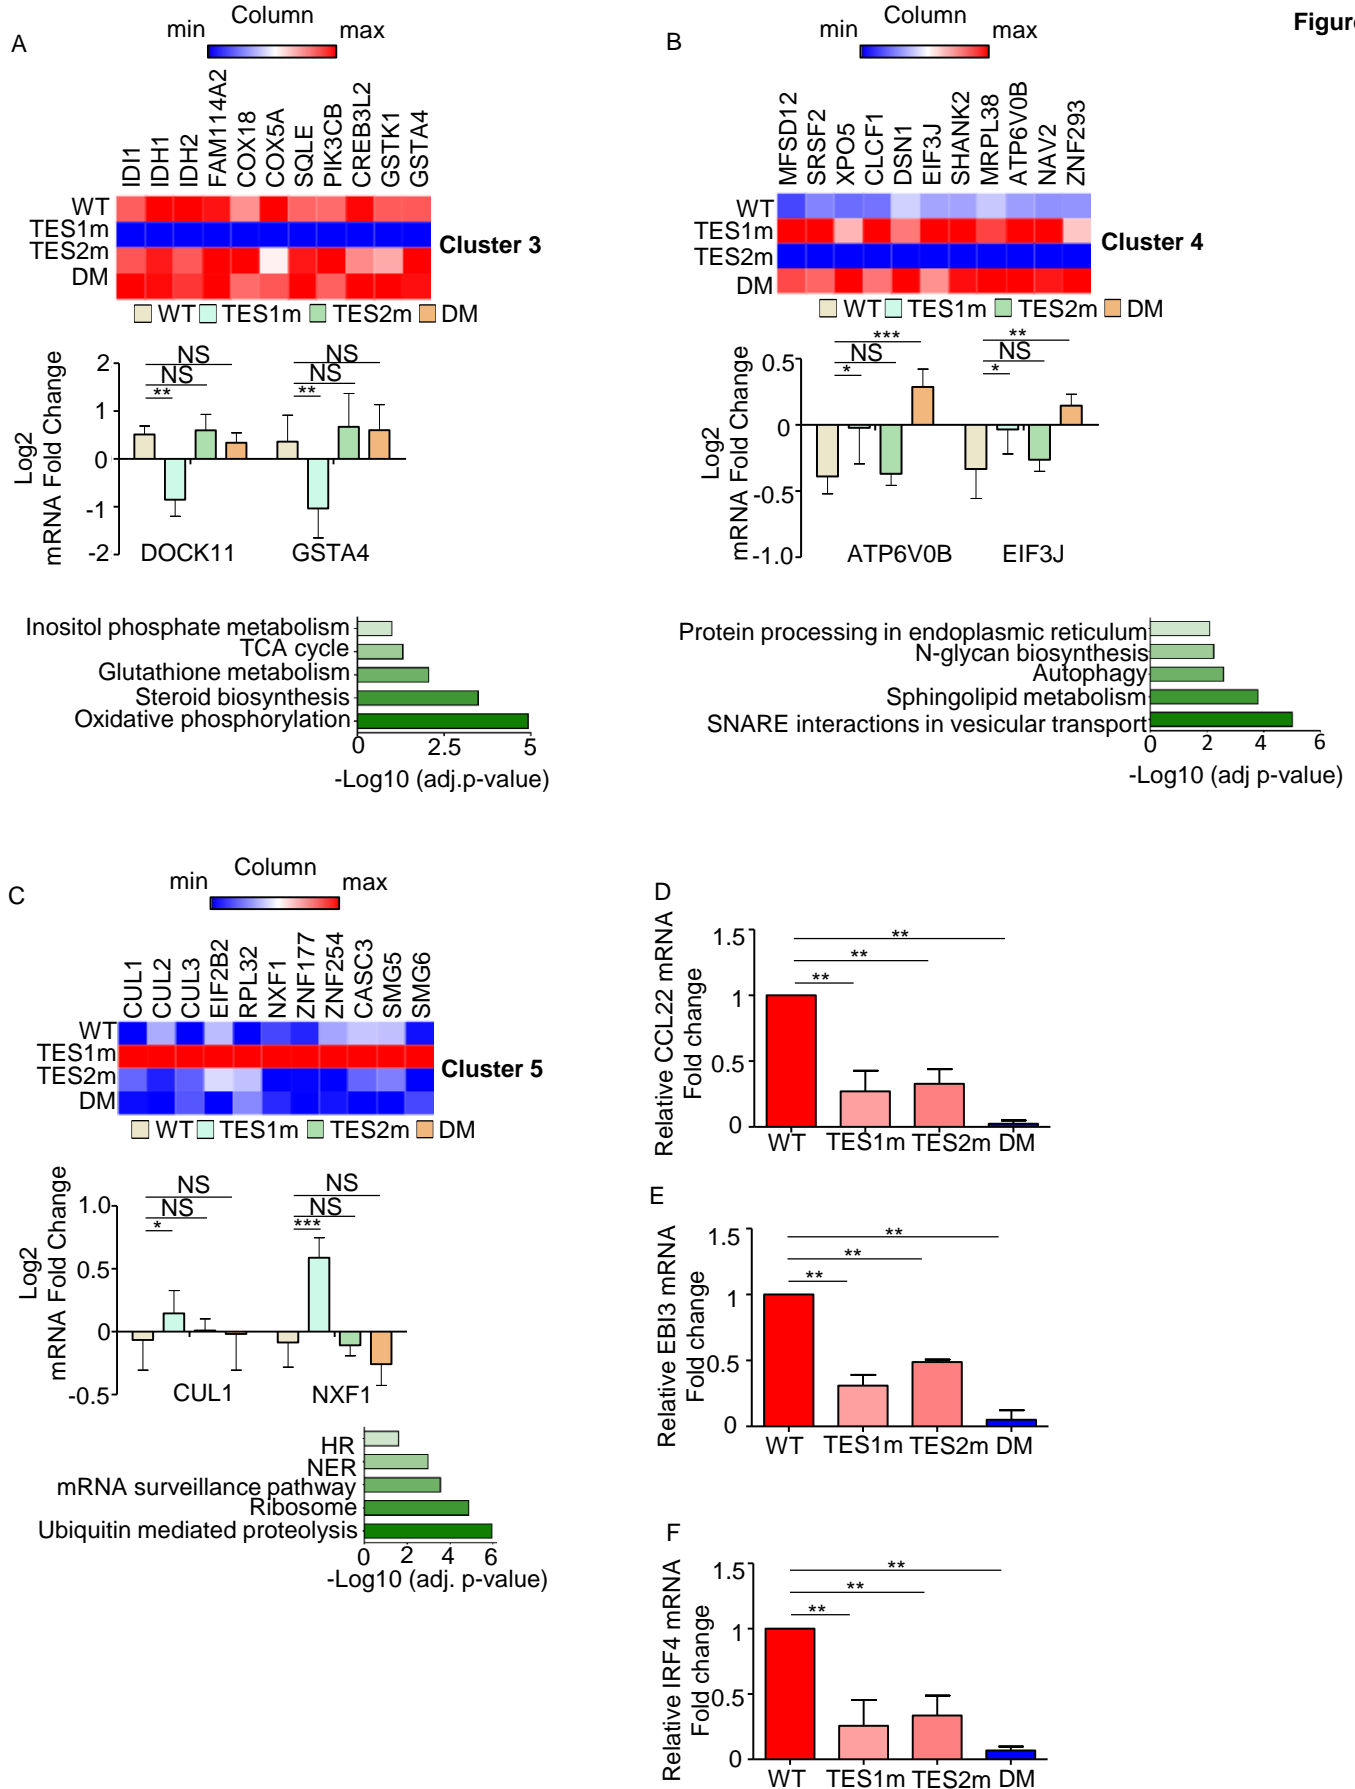 Figure
A
Column
min
max
IDI1
IDH1
IDH2
FAM114A2
COX18
COX5A
SQLE
PIK3CB
CREB3L2
GSTK1
GSTA4
WT
TES1m
TES2m
DM
Cluster 3
WT TES1m TES2m DM
Log2
mRNA Fold Change
2
1
0
-1
-2
NS
NS
**
NS
NS
**
DOCK11
GSTA4
Inositol phosphate metabolism
TCA cycle
Glutathione metabolism
Steroid biosynthesis
Oxidative phosphorylation
0 2.5 5
-Log10 (adj.p-value)
B
Column
min
max
MFSD12
SRSF2
XPO5
CLCF1
DSN1
EIF3J
SHANK2
MRPL38
ATP6V0B
NAV2
ZNF293
WT
TES1m
TES2m
DM
Cluster 4
WT TES1m TES2m DM
Log2
mRNA Fold Change
0.5
0
-0.5
-1.0
***
NS
*
**
NS
*
ATP6V0B
EIF3J
Protein processing in endoplasmic reticulum
N-glycan biosynthesis
Autophagy
Sphingolipid metabolism
SNARE interactions in vesicular transport
0 2 4 6
-Log10 (adj p-value)
C
Column
min
max
CUL1
CUL2
CUL3
EIF2B2
RPL32
NXF1
ZNF177
ZNF254
CASC3
SMG5
SMG6
WT
TES1m
TES2m
DM
Cluster 5
WT TES1m TES2m DM
Log2
mRNA Fold Change
1.0
0.5
0
-0.5
NS
NS
*
NS
NS
***
CUL1
NXF1
HR
NER
mRNA surveillance pathway
Ribosome
Ubiquitin mediated proteolysis
0 2 4 6
-Log10 (adj. p-value)
D
Relative CCL22 mRNA
Fold change
1.5
1
0.5
0
**
**
**
WT TES1m TES2m DM
E
Relative EBI3 mRNA
Fold change
1.5
1
0.5
0
**
**
**
WT TES1m TES2m DM
F
Relative IRF4 mRNA
Fold change
1.5
1
0.5
0
**
**
**
WT TES1m TES2m DM